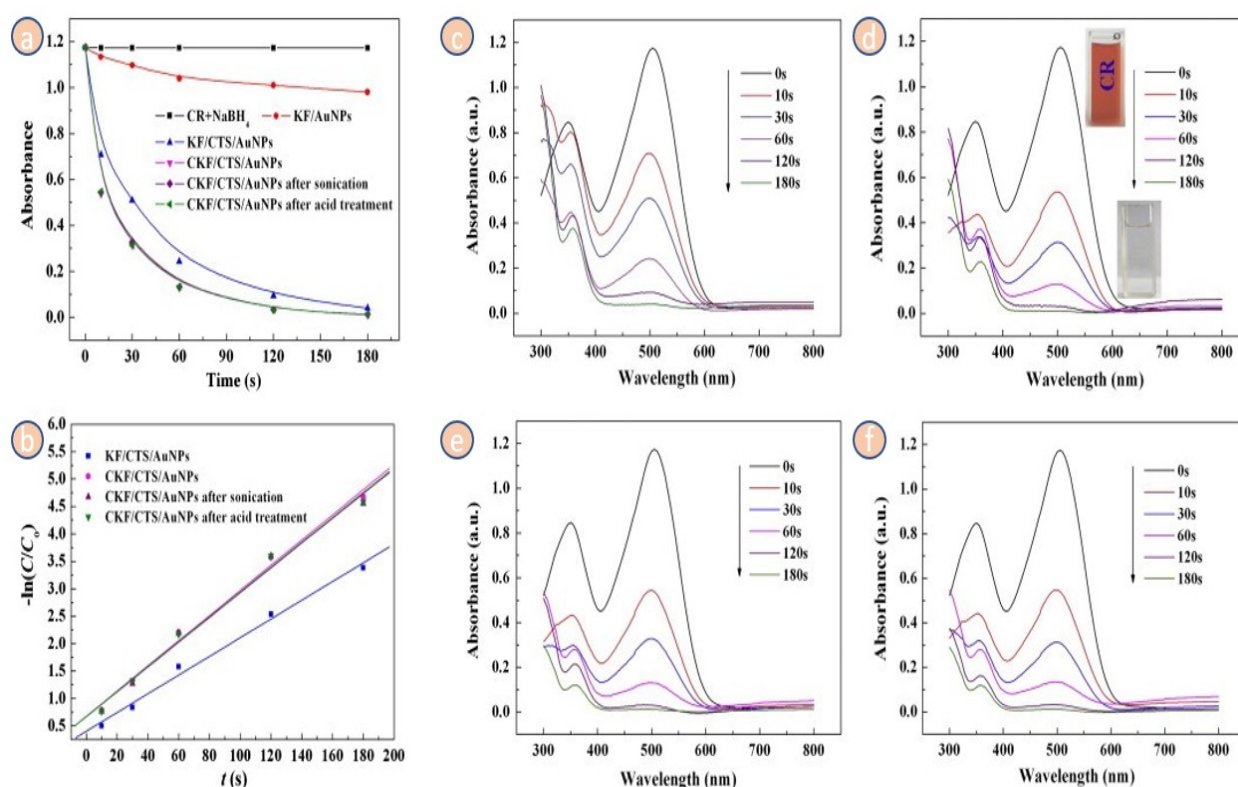 a
1.2
1.0
0.8
0.6
0.4
0.2
0.0
Absorbance
CR+NaBH4 KF/AuNPs
KF/CTS/AuNPs
CKF/CTS/AuNPs
CKF/CTS/AuNPs after sonication
CKF/CTS/AuNPs after acid treatment
0 30 60 90 120 150 180
Time (s)
c
1.2
1.0
0.8
0.6
0.4
0.2
0.0
Absorbance (a.u.)
0s
10s
30s
60s
120s
180s
300 400 500 600 700 800
Wavelength (nm)
d
1.2
1.0
0.8
0.6
0.4
0.2
0.0
Absorbance (a.u.)
CR
0s
10s
30s
60s
120s
180s
300 400 500 600 700 800
Wavelength (nm)
b
6.0
5.5
5.0
4.5
4.0
3.5
3.0
2.5
2.0
1.5
1.0
0.5
-ln(C/Co)
KF/CTS/AuNPs
CKF/CTS/AuNPs
CKF/CTS/AuNPs after sonication
CKF/CTS/AuNPs after acid treatment
0 20 40 60 80 100 120 140 160 180 200
t (s)
e
1.2
1.0
0.8
0.6
0.4
0.2
0.0
Absorbance (a.u.)
0s
10s
30s
60s
120s
180s
300 400 500 600 700 800
Wavelength (nm)
f
1.2
1.0
0.8
0.6
0.4
0.2
0.0
Absorbance (a.u.)
0s
10s
30s
60s
120s
180s
300 400 500 600 700 800
Wavelength (nm)